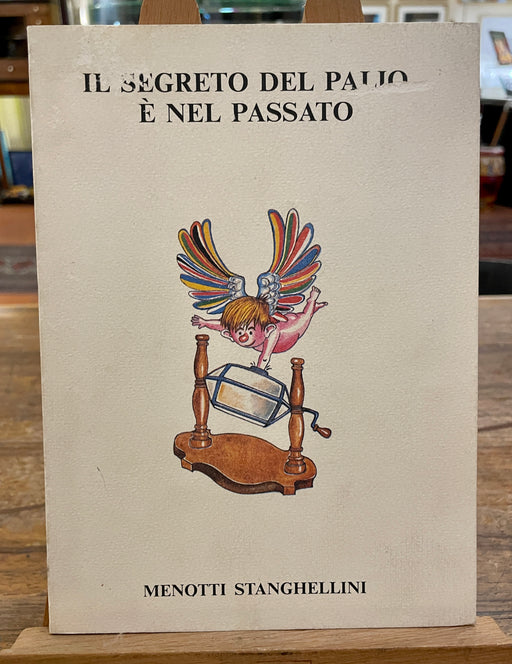 IL SEGRETO DEL PALIO
È NEL PASSATO
MENOTTI STANGHELLINI